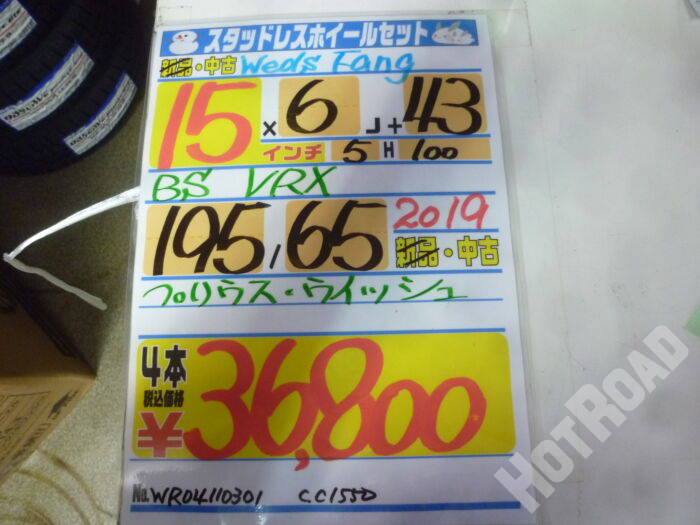 スタッドレスホイールセット
新品・中古 Weds Fang
15 × 6 J+ 43
インチ 5 H 100
BS VRX
195/65 2019
新品・中古
プリウス・ウイッシュ
4本
税込価格
¥36,800
No. WR04110301 CC1550
HOTROAD